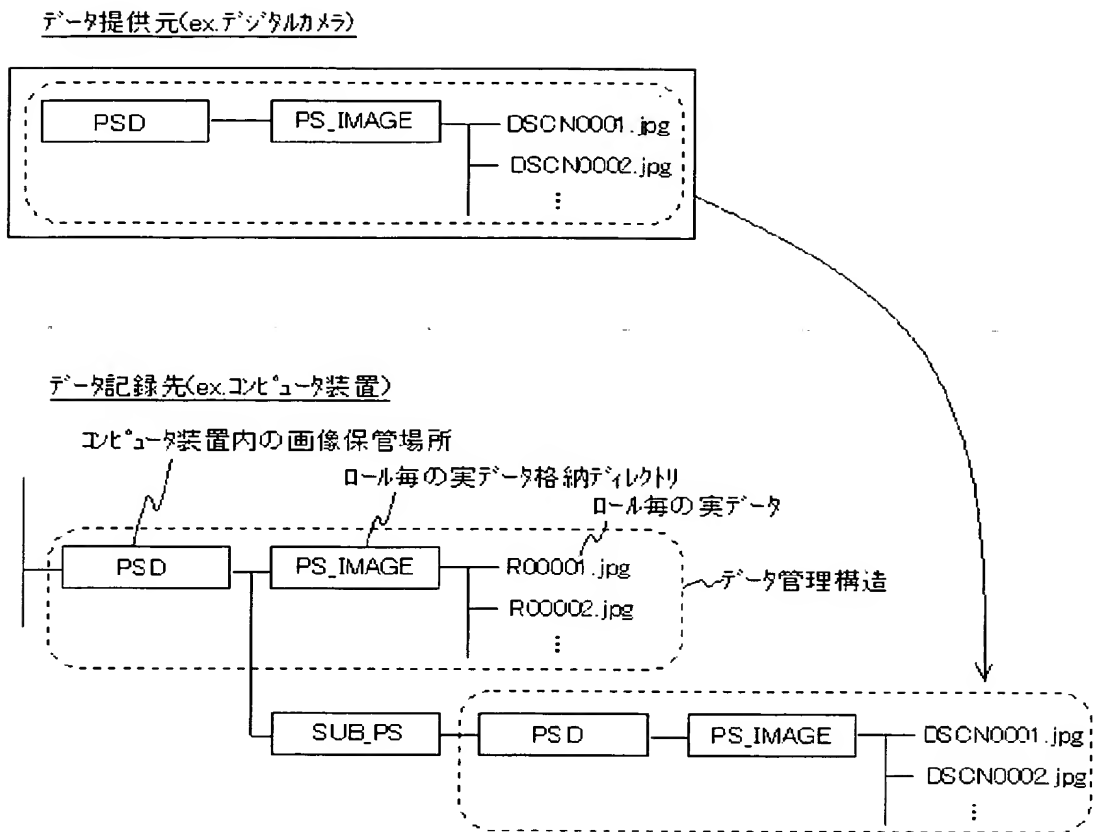 データ提供元(ex.デジタルカメラ)
PSD
PS_IMAGE
DSCN0001.jpg
DSCN0002.jpg
⋮
データ記録先(ex.コンピュータ装置)
コンピュータ装置内の画像保管場所
ロール毎の実データ格納ディレクトリ
ロール毎の実データ
PSD
PS_IMAGE
R00001.jpg
データ管理構造
R00002.jpg
⋮
SUB_PS
PSD
PS_IMAGE
DSCN0001.jpg
DSCN0002.jpg
⋮